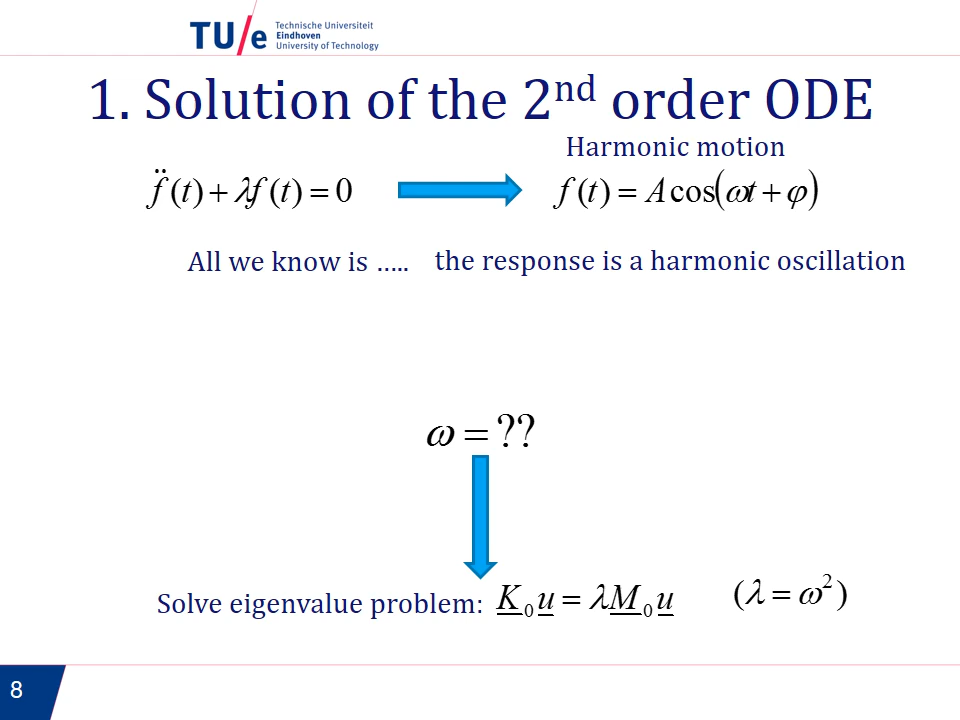 TU/e Technische Universiteit
Eindhoven
University of Technology
1. Solution of the 2nd order ODE
Harmonic motion
f̈(t) + λf(t) = 0
f(t) = A cos(ωt + φ)
All we know is ..... the response is a harmonic oscillation
ω = ??
Solve eigenvalue problem: K₀u = λM₀u (λ = ω²)
8